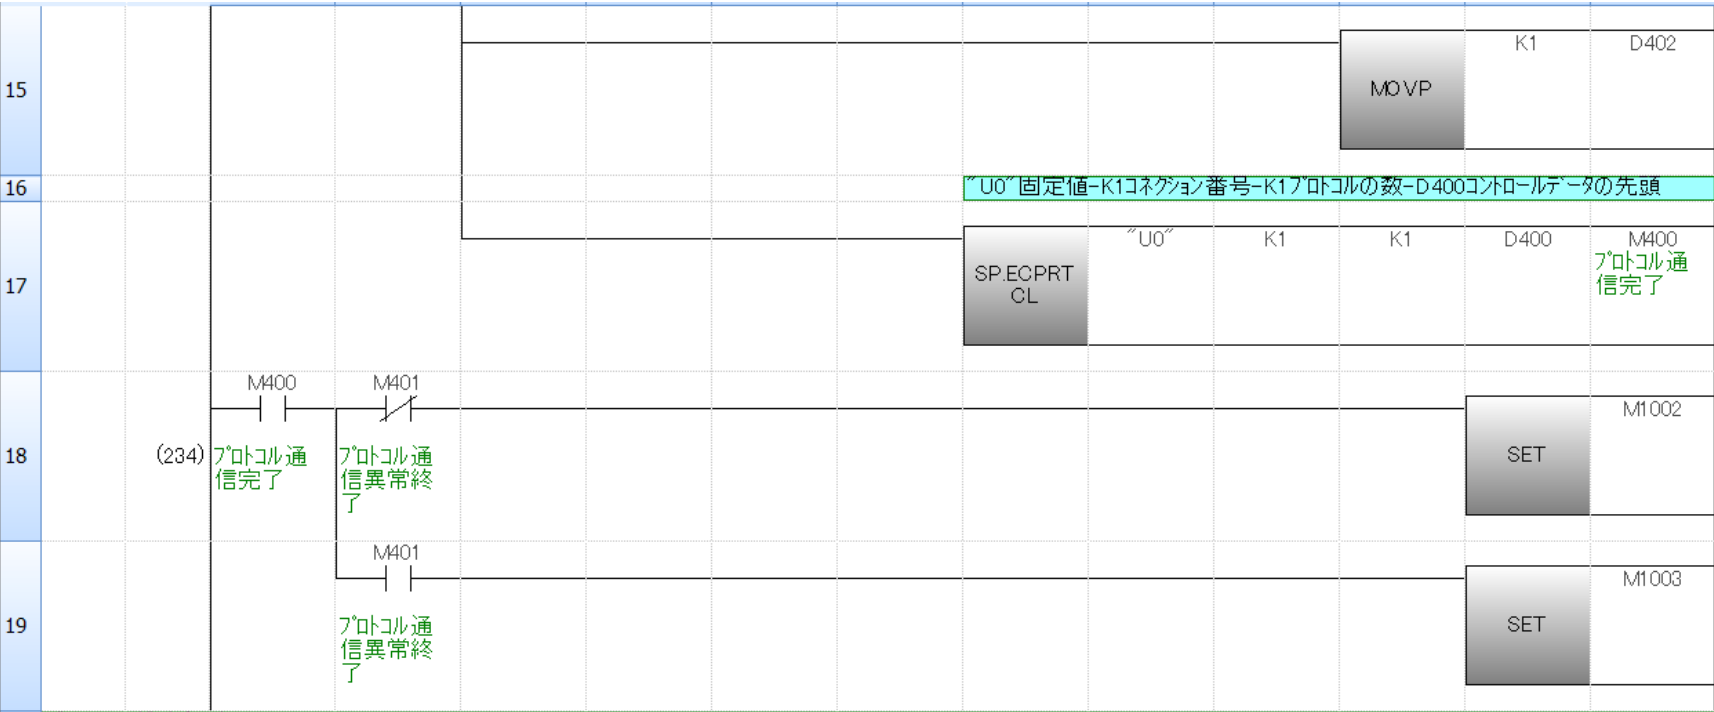 K1 D402
15
MOVP
16
"U0"固定値-K1コネクション番号-K1プロトコルの数-D400コントロールデータの先頭
"U0" K1 K1 D400 M400
プロトコル通
信完了
17
SP.ECPRT
CL
M400 M401
M1002
18
(234)
プロトコル通
信完了
プロトコル通
信異常終
了
SET
M401
M1003
19
プロトコル通
信異常終
了
SET